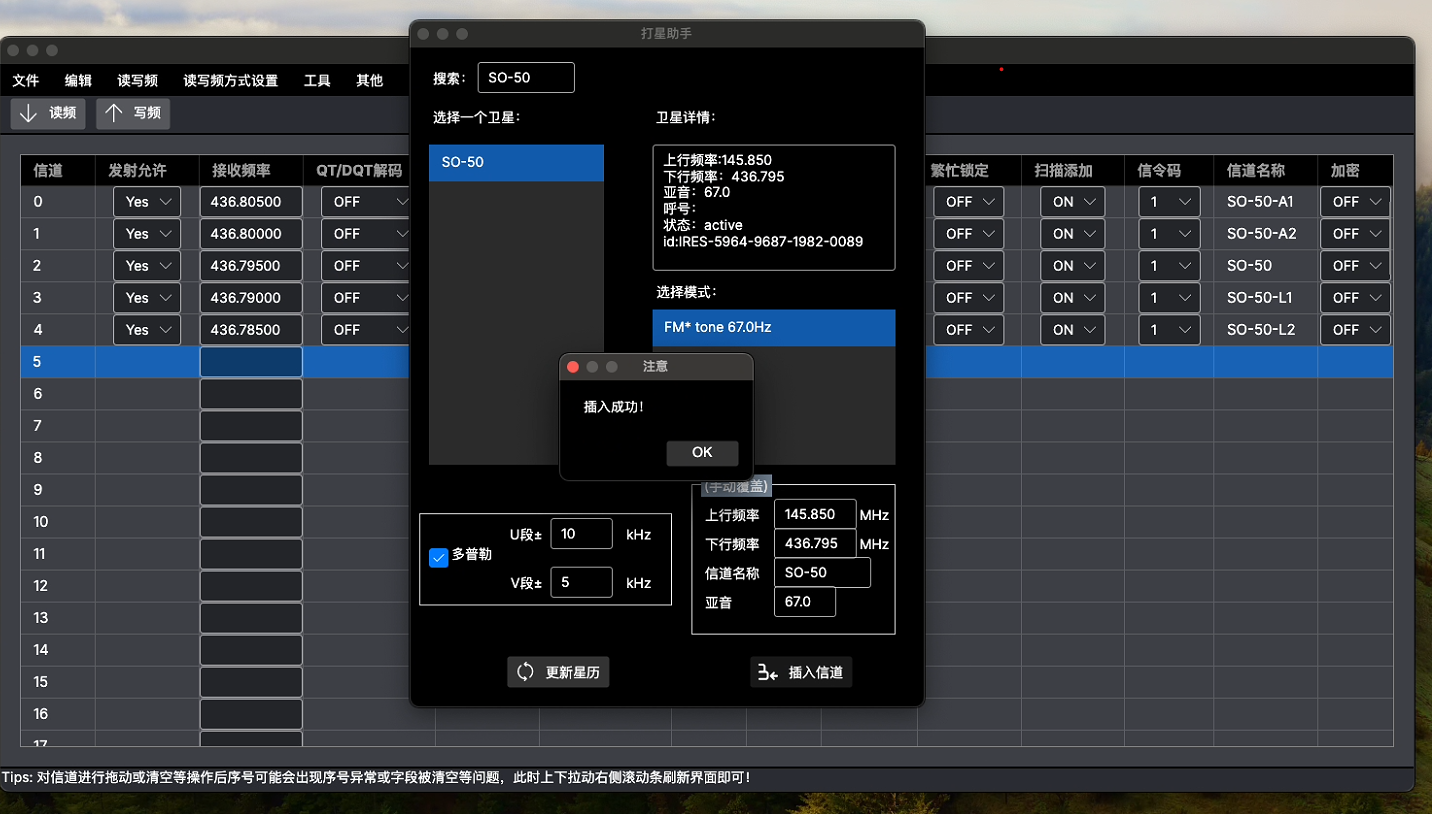 打星助手
文件 编辑 读写频 读写频方式设置 工具 其他
读频 写频
搜索： SO-50
选择一个卫星：
SO-50
卫星详情：
上行频率:145.850
下行频率：436.795
亚音：67.0
呼号：
状态：active
id:IRES-5964-9687-1982-0089
选择模式：
FM* tone 67.0Hz
注意
插入成功！
OK
U段± 10 kHz
多普勒
V段± 5 kHz
(手动覆盖)
上行频率 145.850 MHz
下行频率 436.795 MHz
信道名称 SO-50
亚音 67.0
更新星历 插入信道
信道 发射允许 接收频率 QT/DQT解码 繁忙锁定 扫描添加 信令码 信道名称 加密
0 Yes 436.80500 OFF OFF ON 1 SO-50-A1 OFF
1 Yes 436.80000 OFF OFF ON 1 SO-50-A2 OFF
2 Yes 436.79500 OFF OFF ON 1 SO-50 OFF
3 Yes 436.79000 OFF OFF ON 1 SO-50-L1 OFF
4 Yes 436.78500 OFF OFF ON 1 SO-50-L2 OFF
5
6
7
8
9
10
11
12
13
14
15
16
17
Tips: 对信道进行拖动或清空等操作后序号可能会出现序号异常或字段被清空等问题，此时上下拉动右侧滚动条刷新界面即可！